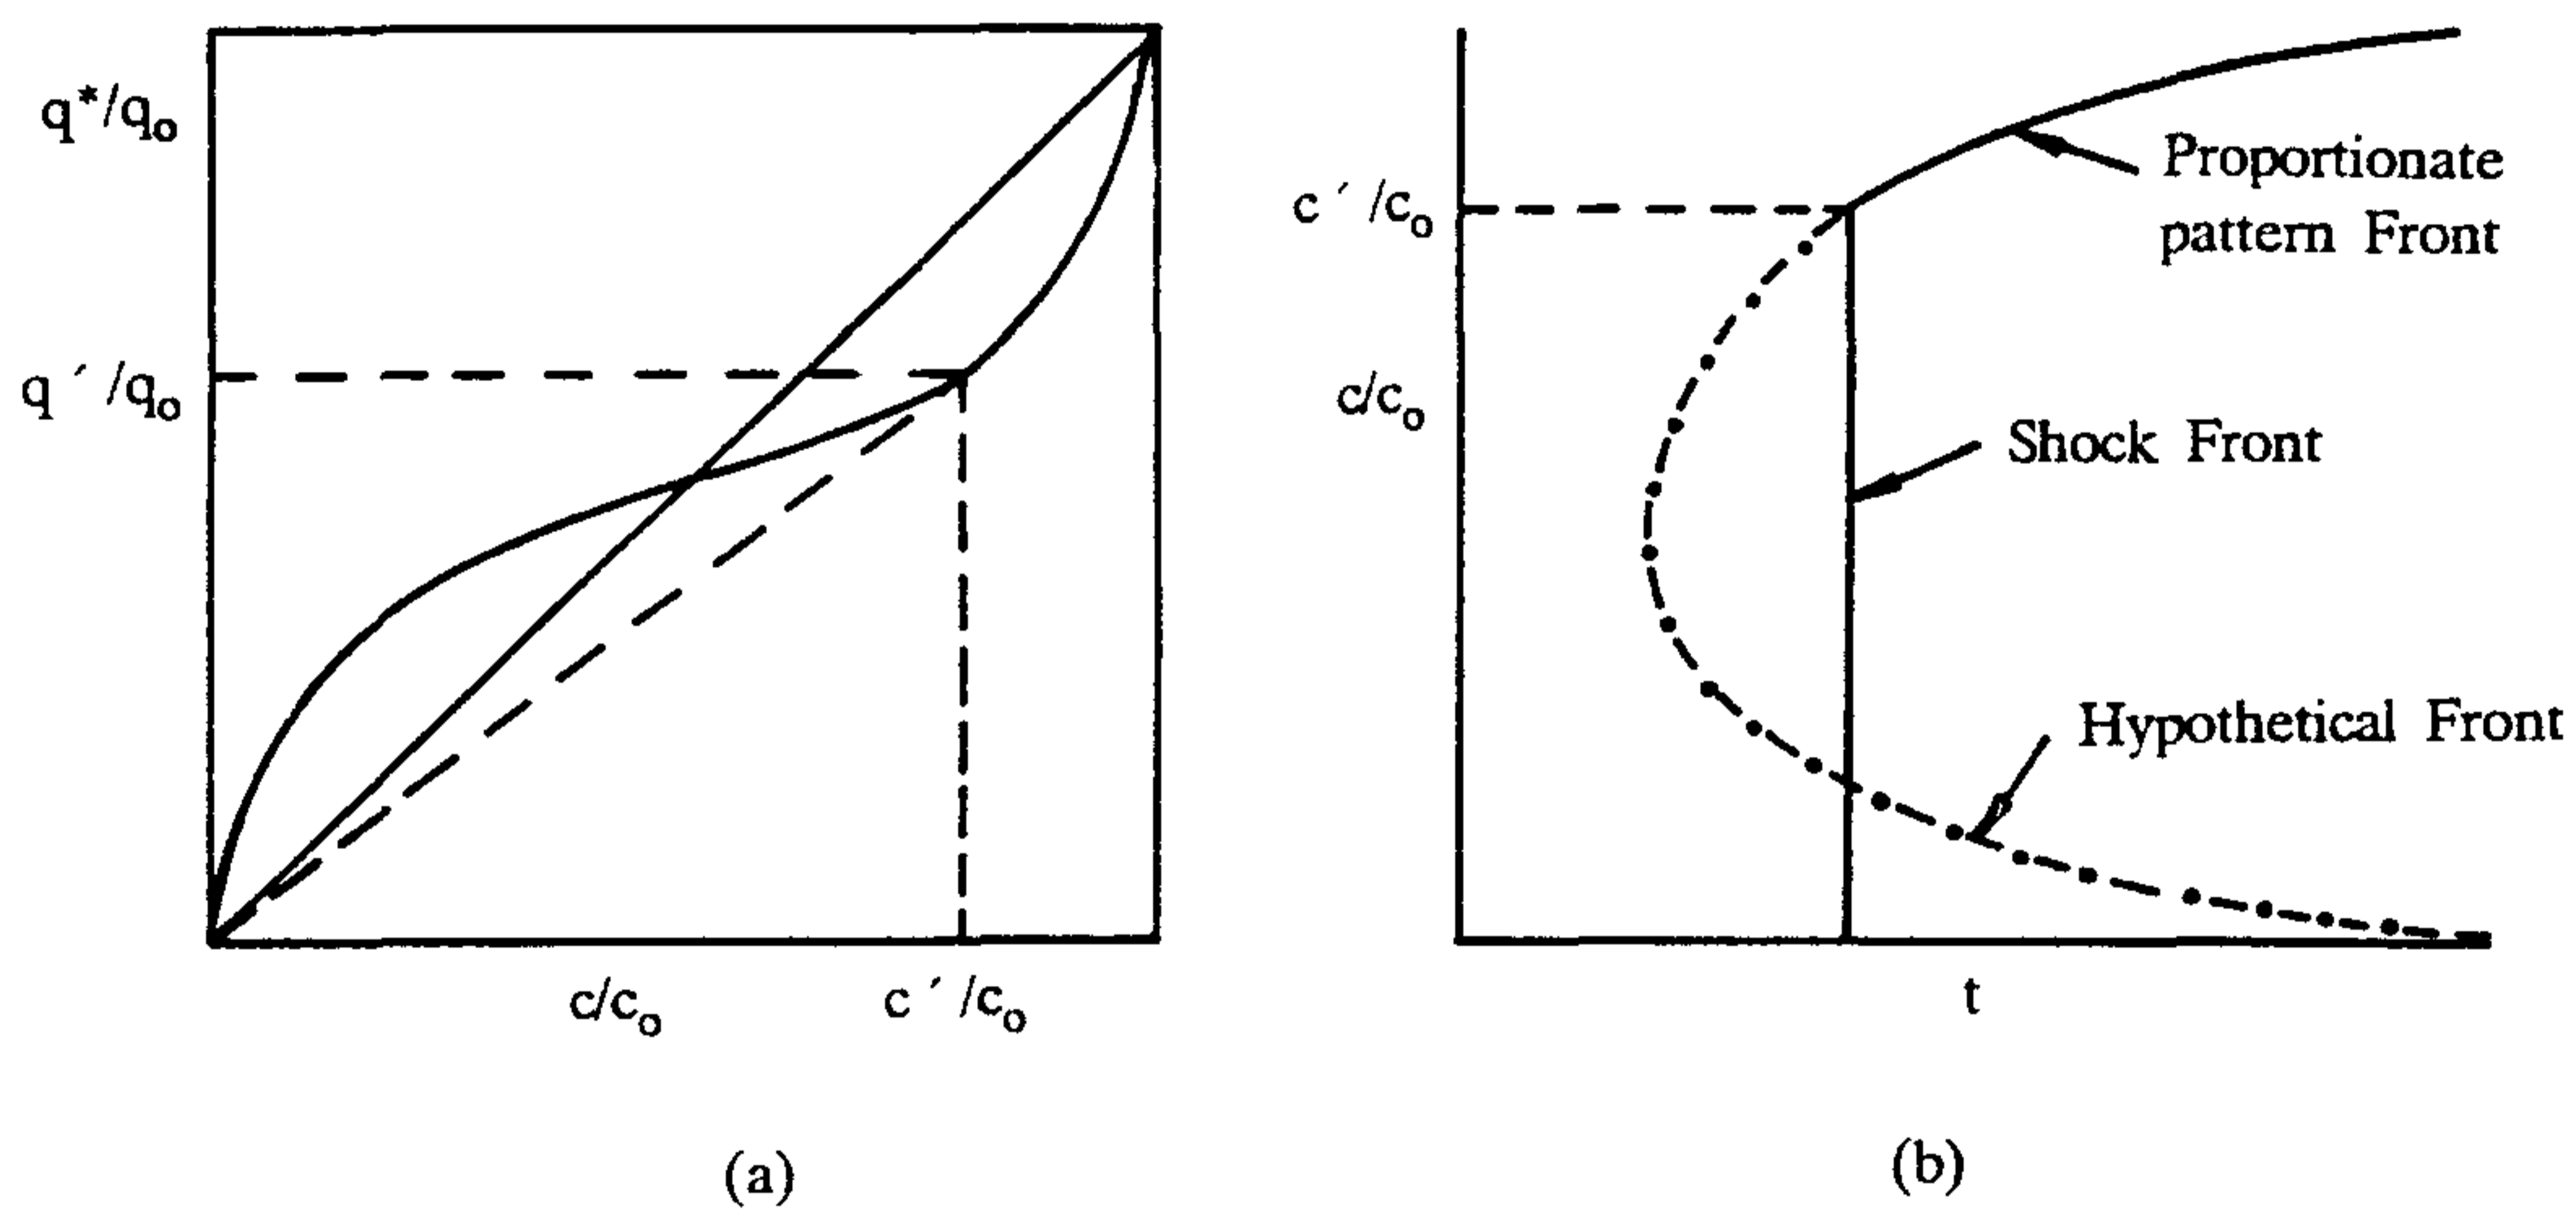 q*/qo
q´/qo
c/co
c´/co
(a)
c´/co
c/co
Proportionate
pattern Front
Shock Front
Hypothetical Front
t
(b)